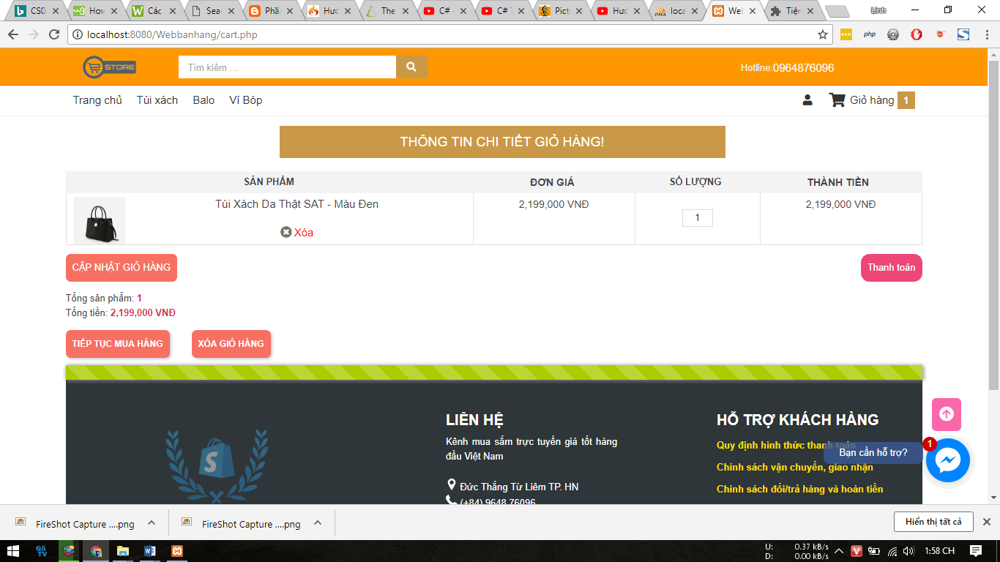 CS0
How
Các
Sear
Phầ
Hướ
The
C#
C# T
Pict
Hướ
loca
Web
Tiện
Linh
localhost:8080/Webbanhang/cart.php
STORE
Tìm kiếm ...
Hotline:0964876096
Trang chủ
Túi xách
Balo
Ví Bóp
Giỏ hàng 1
THÔNG TIN CHI TIẾT GIỎ HÀNG!
SẢN PHẨM
ĐƠN GIÁ
SỐ LƯỢNG
THÀNH TIỀN
Túi Xách Da Thật SAT - Màu Đen
2,199,000 VNĐ
1
2,199,000 VNĐ
Xóa
CẬP NHẬT GIỎ HÀNG
Thanh toán
Tổng sản phẩm: 1
Tổng tiền: 2,199,000 VNĐ
TIẾP TỤC MUA HÀNG
XÓA GIỎ HÀNG
LIÊN HỆ
Kênh mua sắm trực tuyến giá tốt hàng
đầu Việt Nam
Đức Thắng Từ Liêm TP. HN
(+84) 9648 76096
HỖ TRỢ KHÁCH HÀNG
Quy định hình thức thanh toán
Chính sách vận chuyển, giao nhận
Chính sách đổi/trả hàng và hoàn tiền
Bạn cần hỗ trợ?
1
FireShot Capture ....png
FireShot Capture ....png
Hiển thị tất cả
U: 0.37 kB/s
D: 0.00 kB/s
1:58 CH